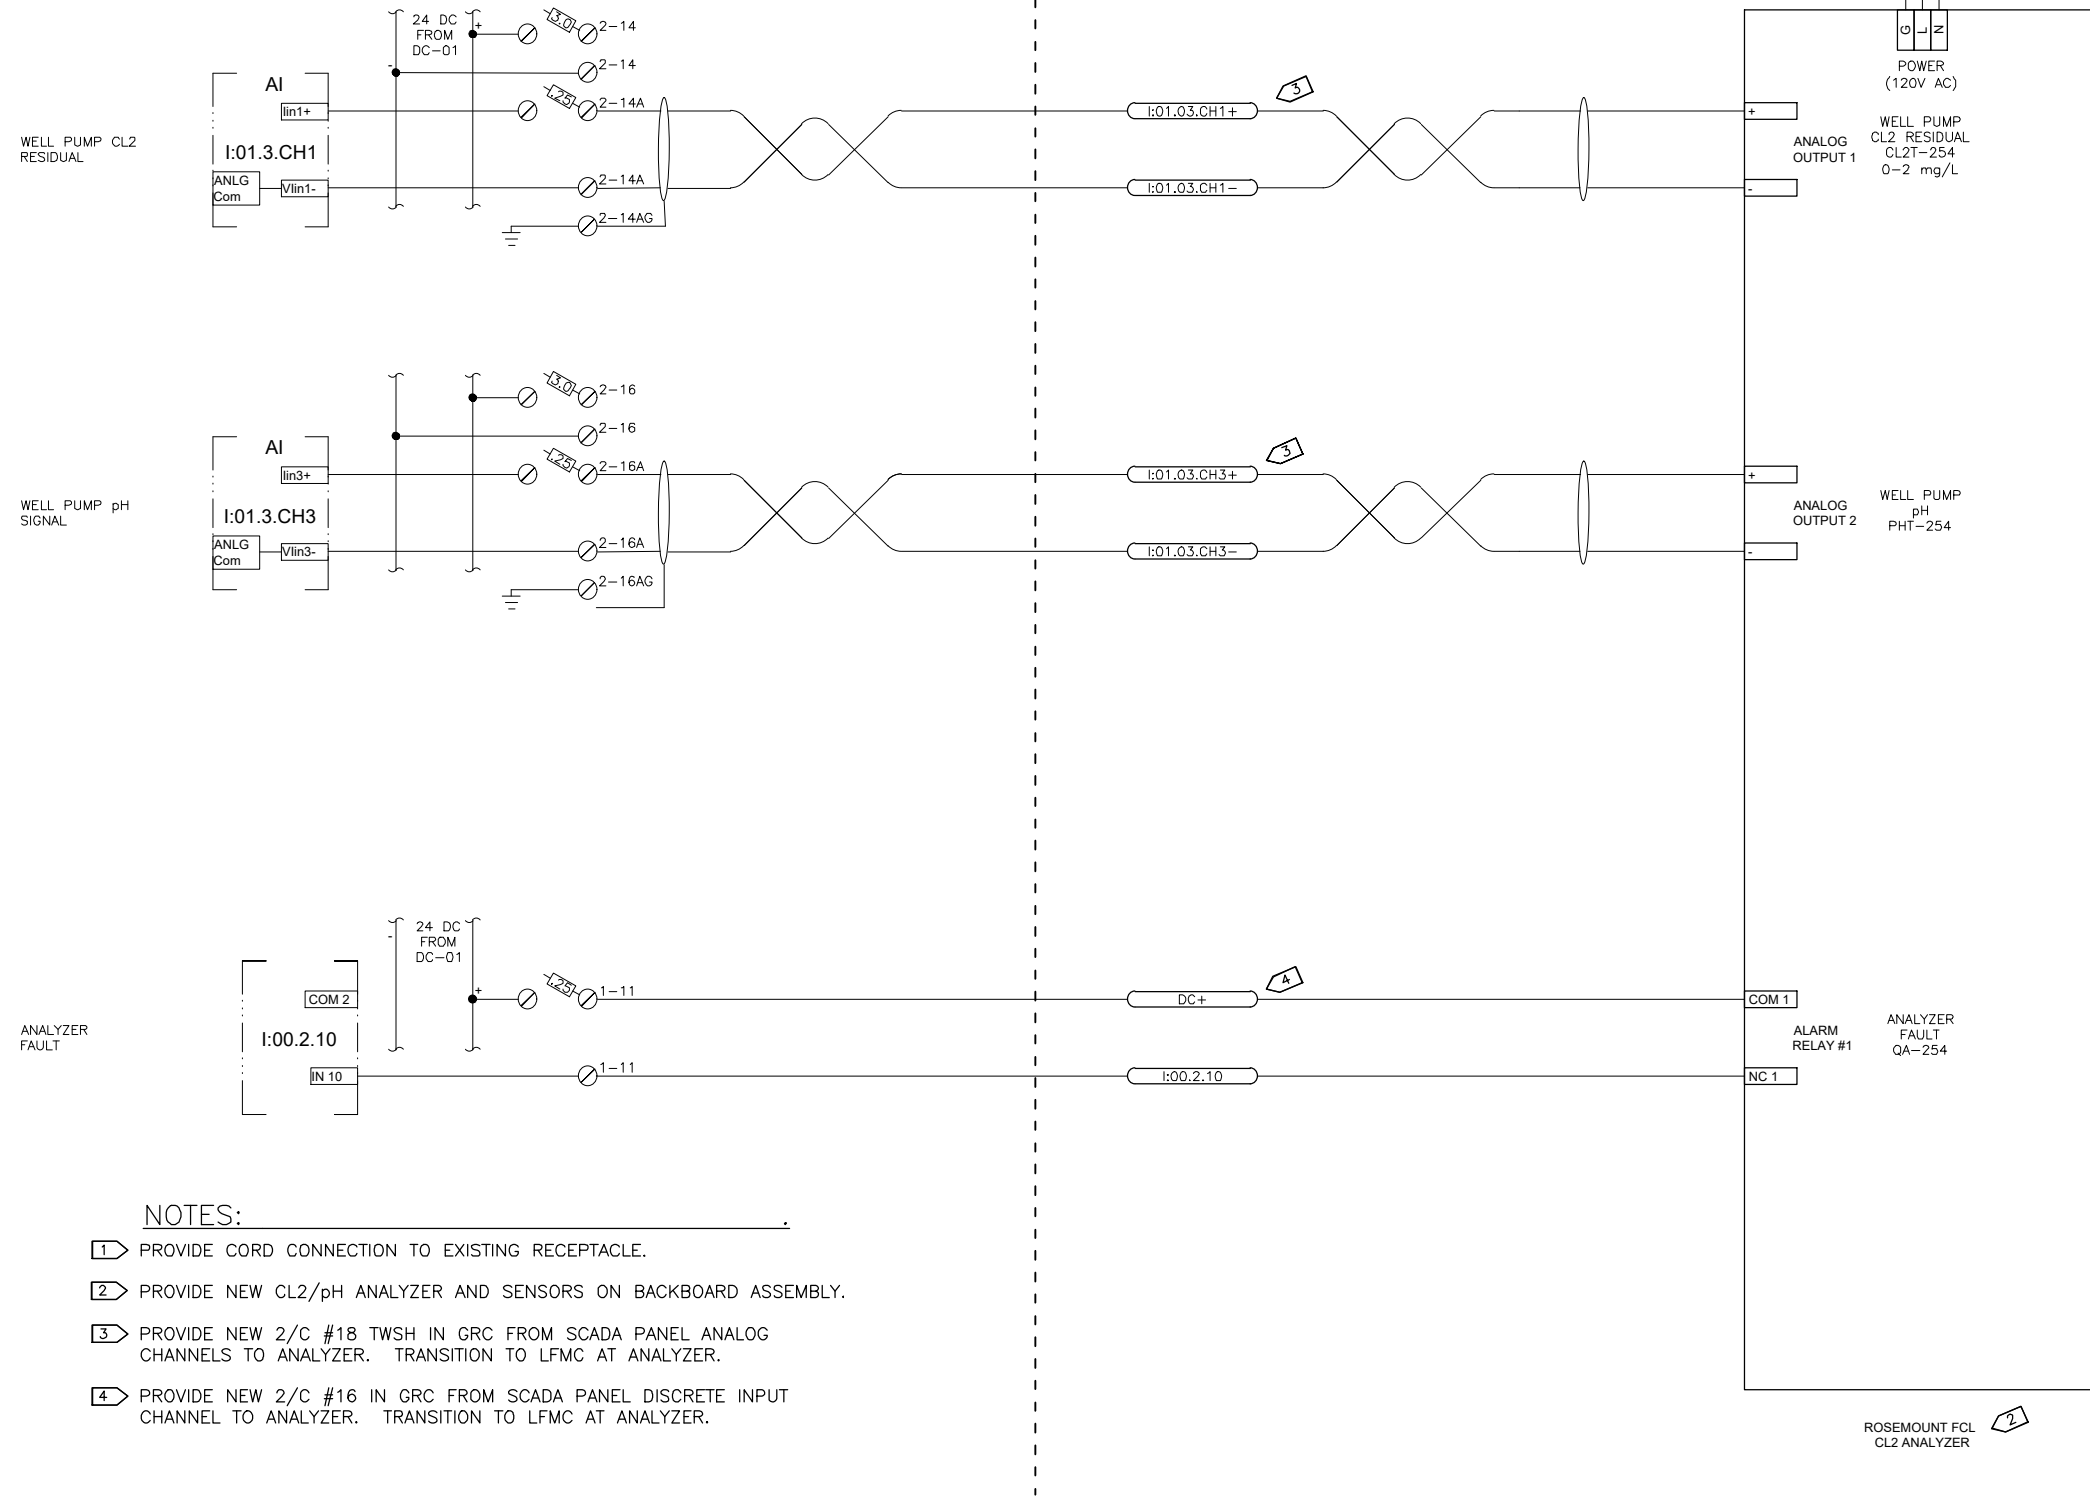 24 DC
FROM
DC-01
+
-
3.0
2-14
2-14
G
L
N
POWER
(120V AC)
WELL PUMP CL2
RESIDUAL
AI
Iin1+
I:01.3.CH1
ANLG
Com
VIin1-
.25
2-14A
2-14A
2-14AG
I:01.03.CH1+
3
I:01.03.CH1-
+
-
ANALOG
OUTPUT 1
WELL PUMP
CL2 RESIDUAL
CL2T-254
0-2 mg/L
3.0
2-16
2-16
WELL PUMP pH
SIGNAL
AI
Iin3+
I:01.3.CH3
ANLG
Com
VIin3-
.25
2-16A
2-16A
2-16AG
I:01.03.CH3+
3
I:01.03.CH3-
+
-
ANALOG
OUTPUT 2
WELL PUMP
pH
PHT-254
24 DC
FROM
DC-01
-
+
ANALYZER
FAULT
COM 2
I:00.2.10
IN 10
.25
1-11
1-11
DC+
4
I:00.2.10
COM 1
NC 1
ALARM
RELAY #1
ANALYZER
FAULT
QA-254
NOTES: .
1 PROVIDE CORD CONNECTION TO EXISTING RECEPTACLE.
2 PROVIDE NEW CL2/pH ANALYZER AND SENSORS ON BACKBOARD ASSEMBLY.
3 PROVIDE NEW 2/C #18 TWSH IN GRC FROM SCADA PANEL ANALOG
CHANNELS TO ANALYZER. TRANSITION TO LFMC AT ANALYZER.
4 PROVIDE NEW 2/C #16 IN GRC FROM SCADA PANEL DISCRETE INPUT
CHANNEL TO ANALYZER. TRANSITION TO LFMC AT ANALYZER.
ROSEMOUNT FCL
CL2 ANALYZER
2